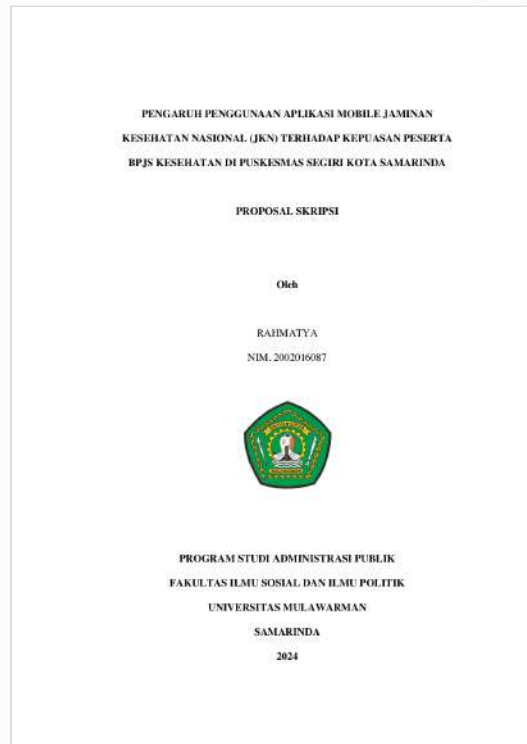 PENGARUH PENGGUNAAN APLIKASI MOBILE JAMINAN
KESEHATAN NASIONAL (JKN) TERHADAP KEPUASAN PESERTA
BPJS KESEHATAN DI PUSKESMAS SEGIRI KOTA SAMARINDA
PROPOSAL SKRIPSI
Oleh
RAHMATYA
NIM. 2002016087
PROGRAM STUDI ADMINISTRASI PUBLIK
FAKULTAS ILMU SOSIAL DAN ILMU POLITIK
UNIVERSITAS MULAWARMAN
SAMARINDA
2024